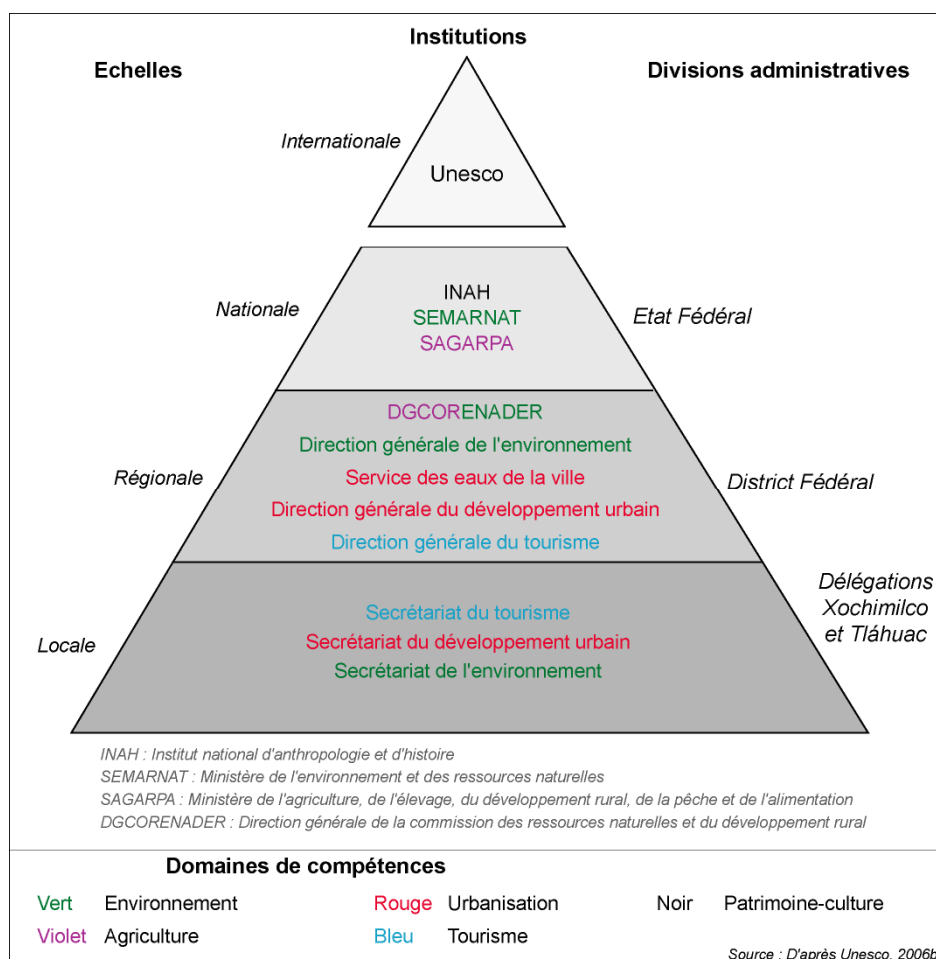 Institutions
Echelles
Divisions administratives
Internationale
Unesco
Nationale
INAH
SEMARNAT
SAGARPA
Etat Fédéral
Régionale
DGCORENADER
Direction générale de l'environnement
Service des eaux de la ville
Direction générale du développement urbain
Direction générale du tourisme
District Fédéral
Locale
Secrétariat du tourisme
Secrétariat du développement urbain
Secrétariat de l'environnement
Délégations
Xochimilco
et Tláhuac
INAH : Institut national d'anthropologie et d'histoire
SEMARNAT : Ministère de l'environnement et des ressources naturelles
SAGARPA : Ministère de l'agriculture, de l'élevage, du développement rural, de la pêche et de l'alimentation
DGCORENADER : Direction générale de la commission des ressources naturelles et du développement rural
Domaines de compétences
Vert Environnement Rouge Urbanisation Noir Patrimoine-culture
Violet Agriculture Bleu Tourisme
Source : D'après Unesco, 2006b